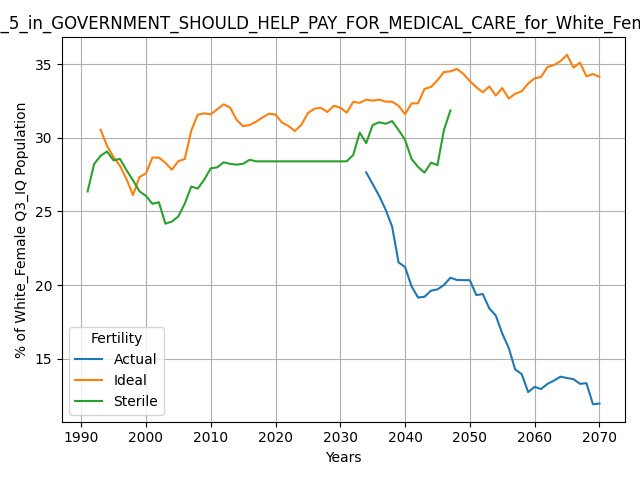 _5_in_GOVERNMENT_SHOULD_HELP_PAY_FOR_MEDICAL_CARE_for_White_Fem
% of White_Female Q3_IQ Population
35
30
25
20
15
Fertility
Actual
Ideal
Sterile
1990 2000 2010 2020 2030 2040 2050 2060 2070
Years